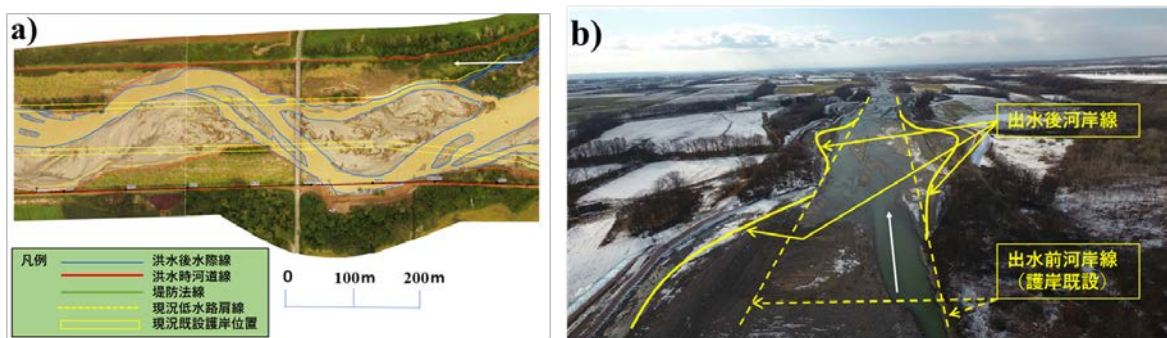 a)
凡例
洪水後水際線
洪水時河道線
堤防法線
現況低水路肩線
現況既設護岸位置
0 100m 200m
b)
出水後河岸線
出水前河岸線
（護岸既設）